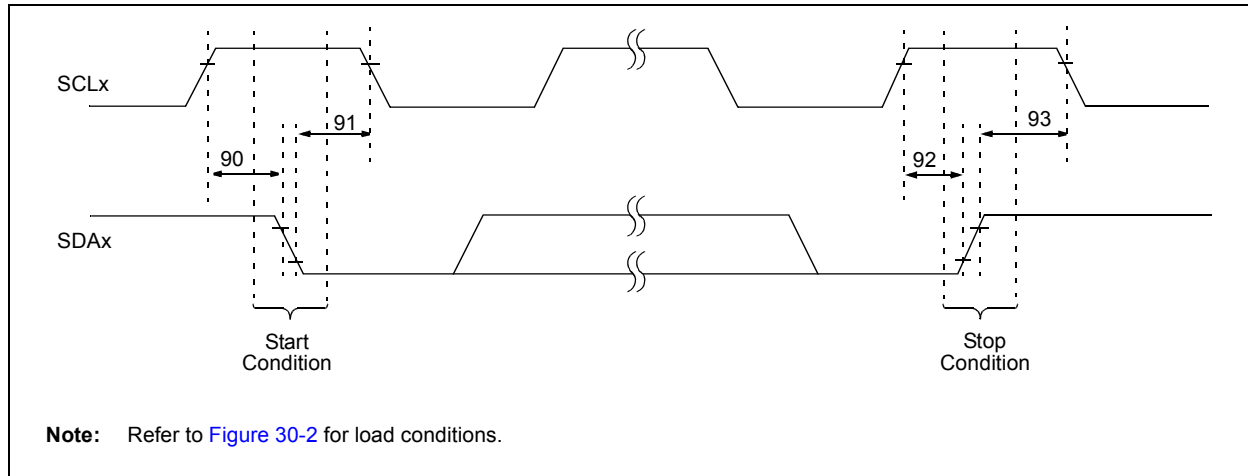 SCLx
91
93
90
92
SDAx
Start
Condition
Stop
Condition
Note: Refer to Figure 30-2 for load conditions.